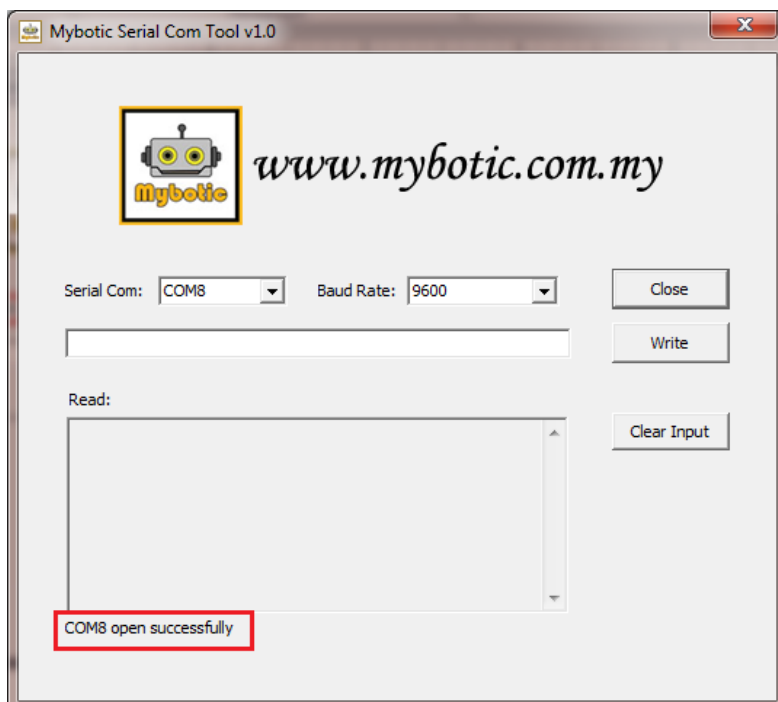 Mybotic Serial Com Tool v1.0
Mybotic
www.mybotic.com.my
Serial Com: COM8 Baud Rate: 9600 Close
Write
Read:
Clear Input
COM8 open successfully